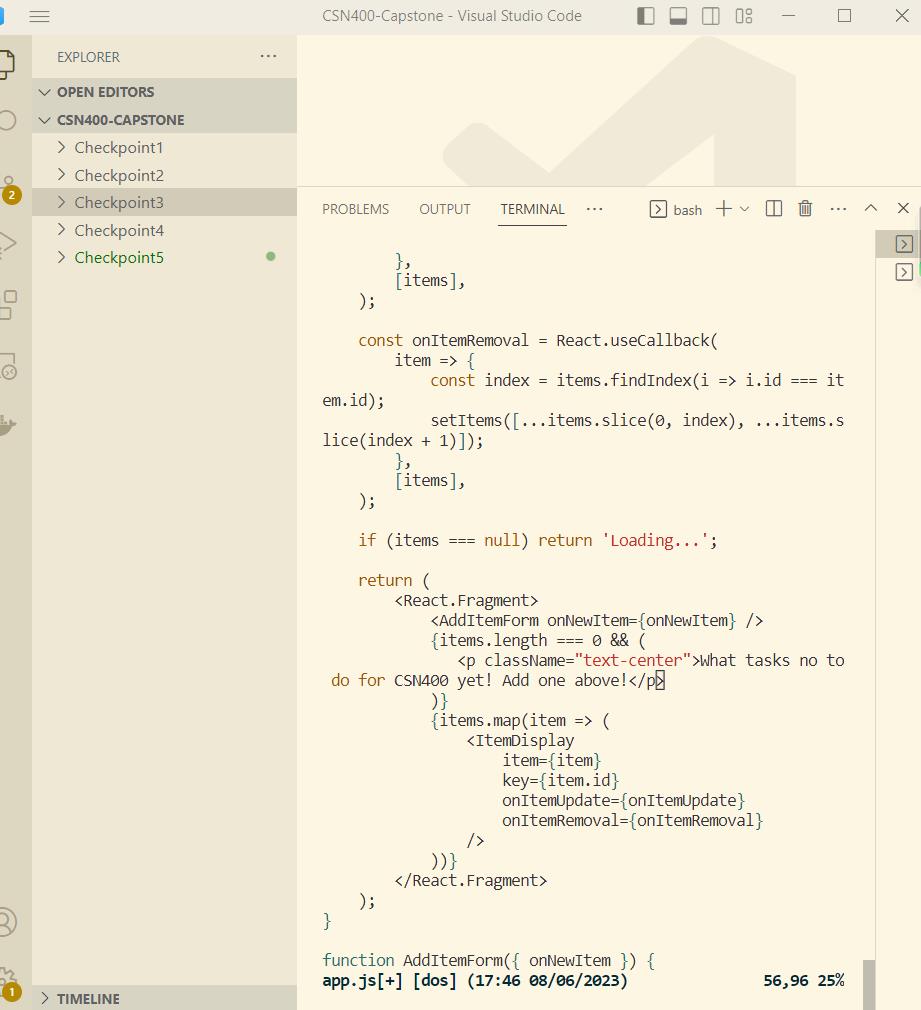 CSN400-Capstone - Visual Studio Code
EXPLORER
OPEN EDITORS
CSN400-CAPSTONE
Checkpoint1
Checkpoint2
Checkpoint3
Checkpoint4
Checkpoint5
TIMELINE
2
1
PROBLEMS OUTPUT TERMINAL ··· bash
        },
        [items],
    );

    const onItemRemoval = React.useCallback(
        item => {
            const index = items.findIndex(i => i.id === it
em.id);
            setItems([...items.slice(0, index), ...items.s
lice(index + 1)]);
        },
        [items],
    );

    if (items === null) return 'Loading...';

    return (
        <React.Fragment>
            <AddItemForm onNewItem={onNewItem} />
            {items.length === 0 && (
               <p className="text-center">What tasks no to
 do for CSN400 yet! Add one above!</p>
            )}
            {items.map(item => (
                <ItemDisplay
                    item={item}
                    key={item.id}
                    onItemUpdate={onItemUpdate}
                    onItemRemoval={onItemRemoval}
                />
            ))}
        </React.Fragment>
    );
}

function AddItemForm({ onNewItem }) {
app.js[+] [dos] (17:46 08/06/2023) 56,96 25%